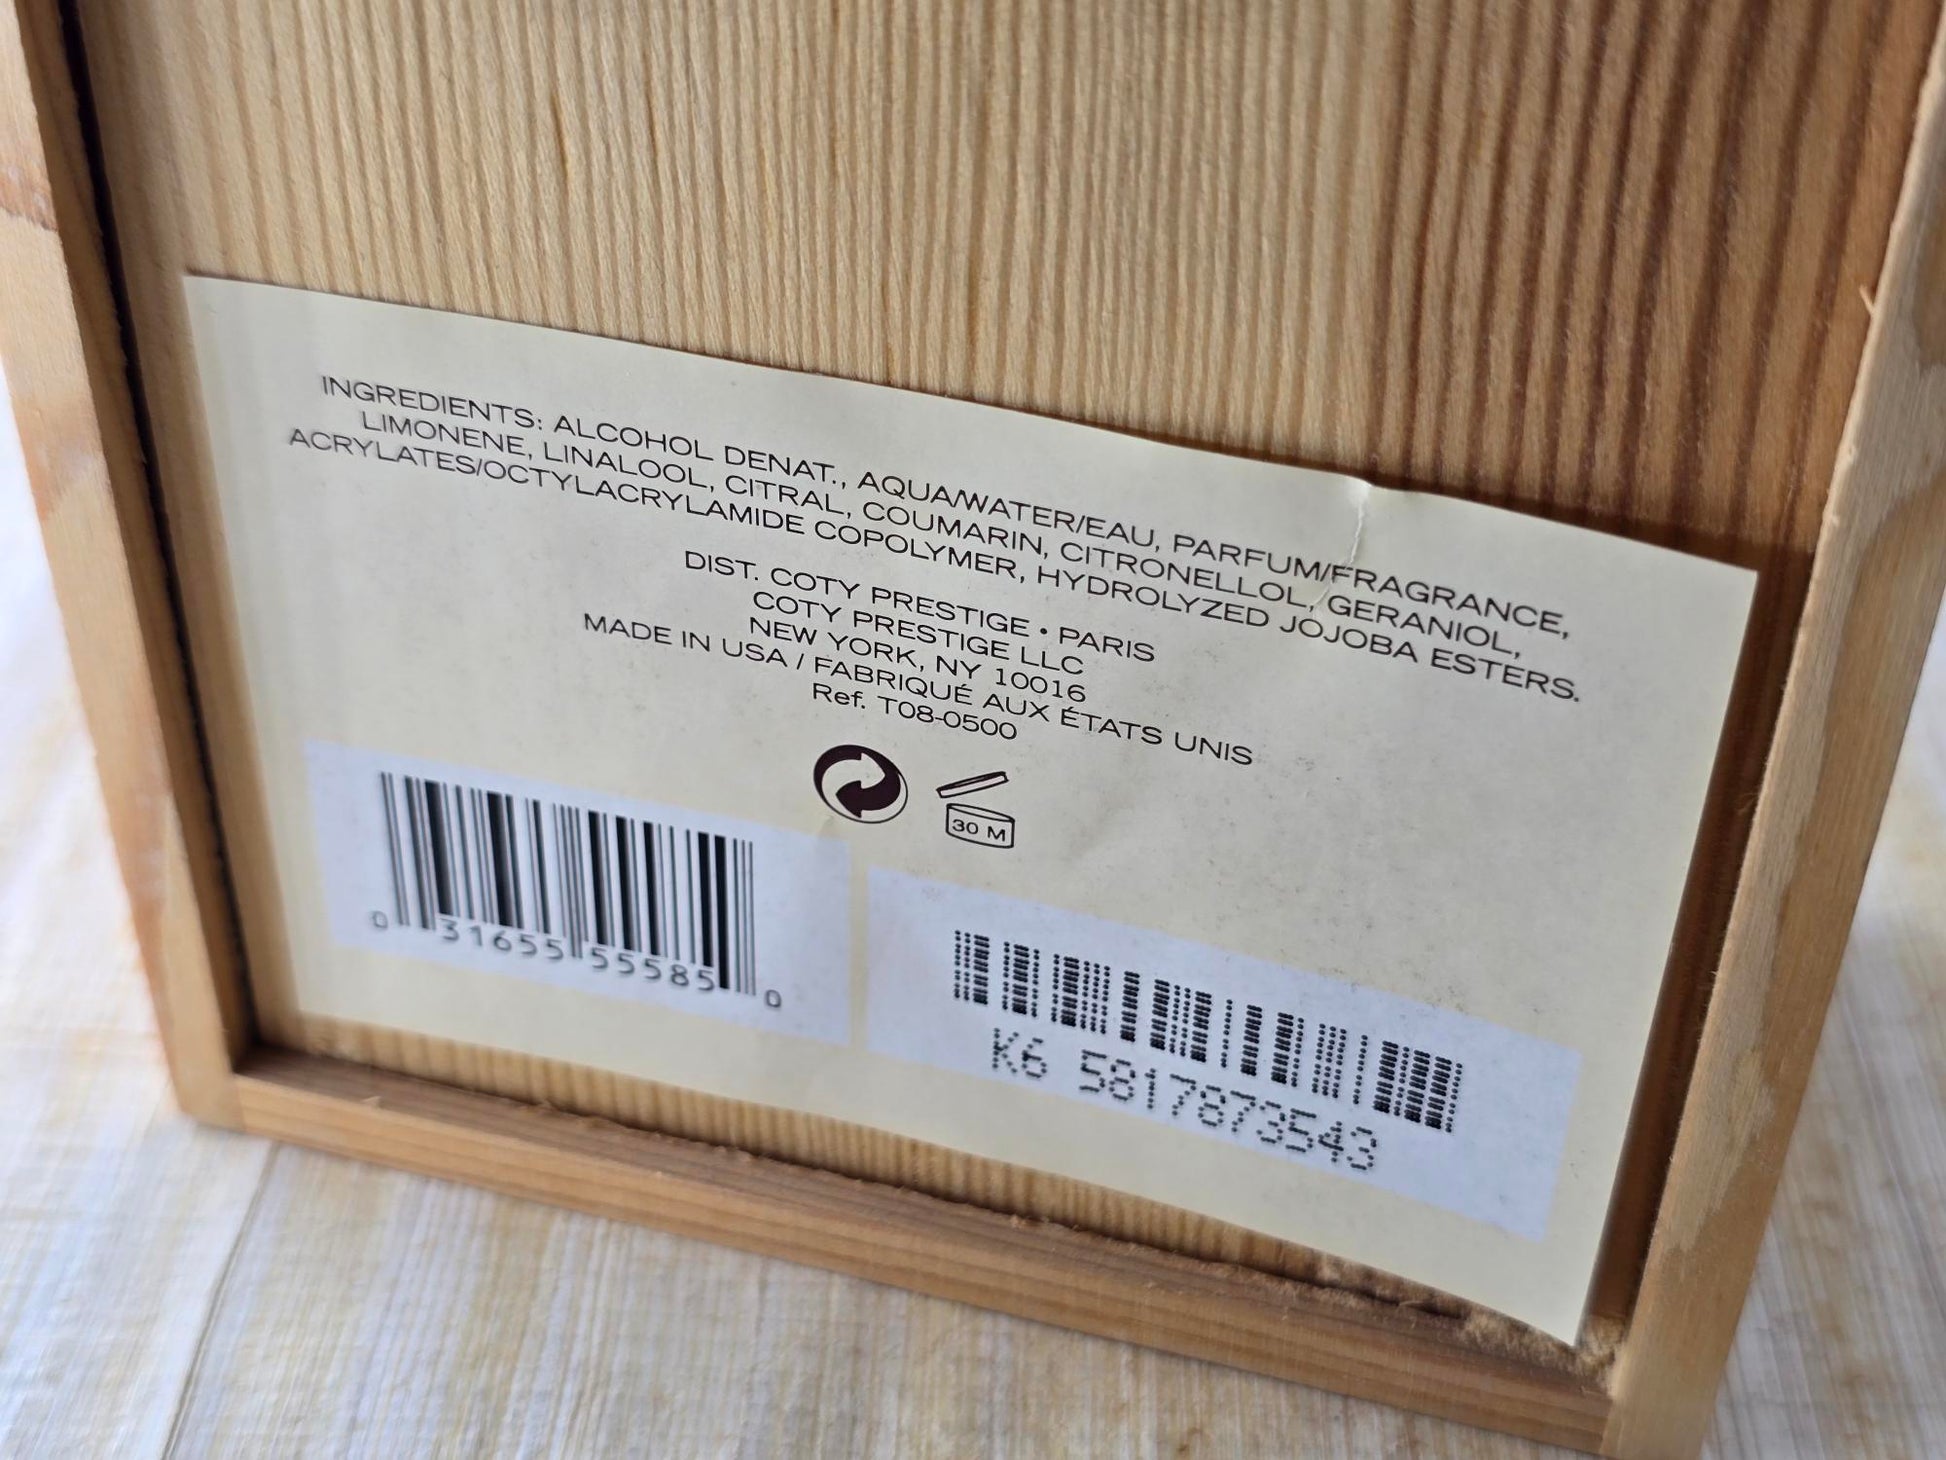 INGREDIENTS: ALCOHOL DENAT., AQUA/WATER/EAU, PARFUM/FRAGRANCE,
LIMONENE, LINALOOL, CITRAL, COUMARIN, CITRONELLOL, GERANIOL,
ACRYLATES/OCTYLACRYLAMIDE COPOLYMER, HYDROLYZED JOJOBA ESTERS.
DIST. COTY PRESTIGE • PARIS
COTY PRESTIGE LLC
NEW YORK, NY 10016
MADE IN USA / FABRIQUÉ AUX ÉTATS UNIS
Ref. T08-0500
30 M
0 31655 55585 0
K6 5817873543